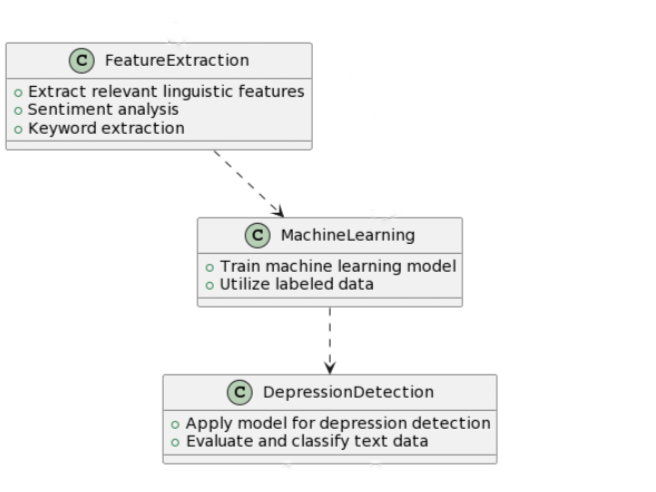 C FeatureExtraction
Extract relevant linguistic features
Sentiment analysis
Keyword extraction
C MachineLearning
Train machine learning model
Utilize labeled data
C DepressionDetection
Apply model for depression detection
Evaluate and classify text data